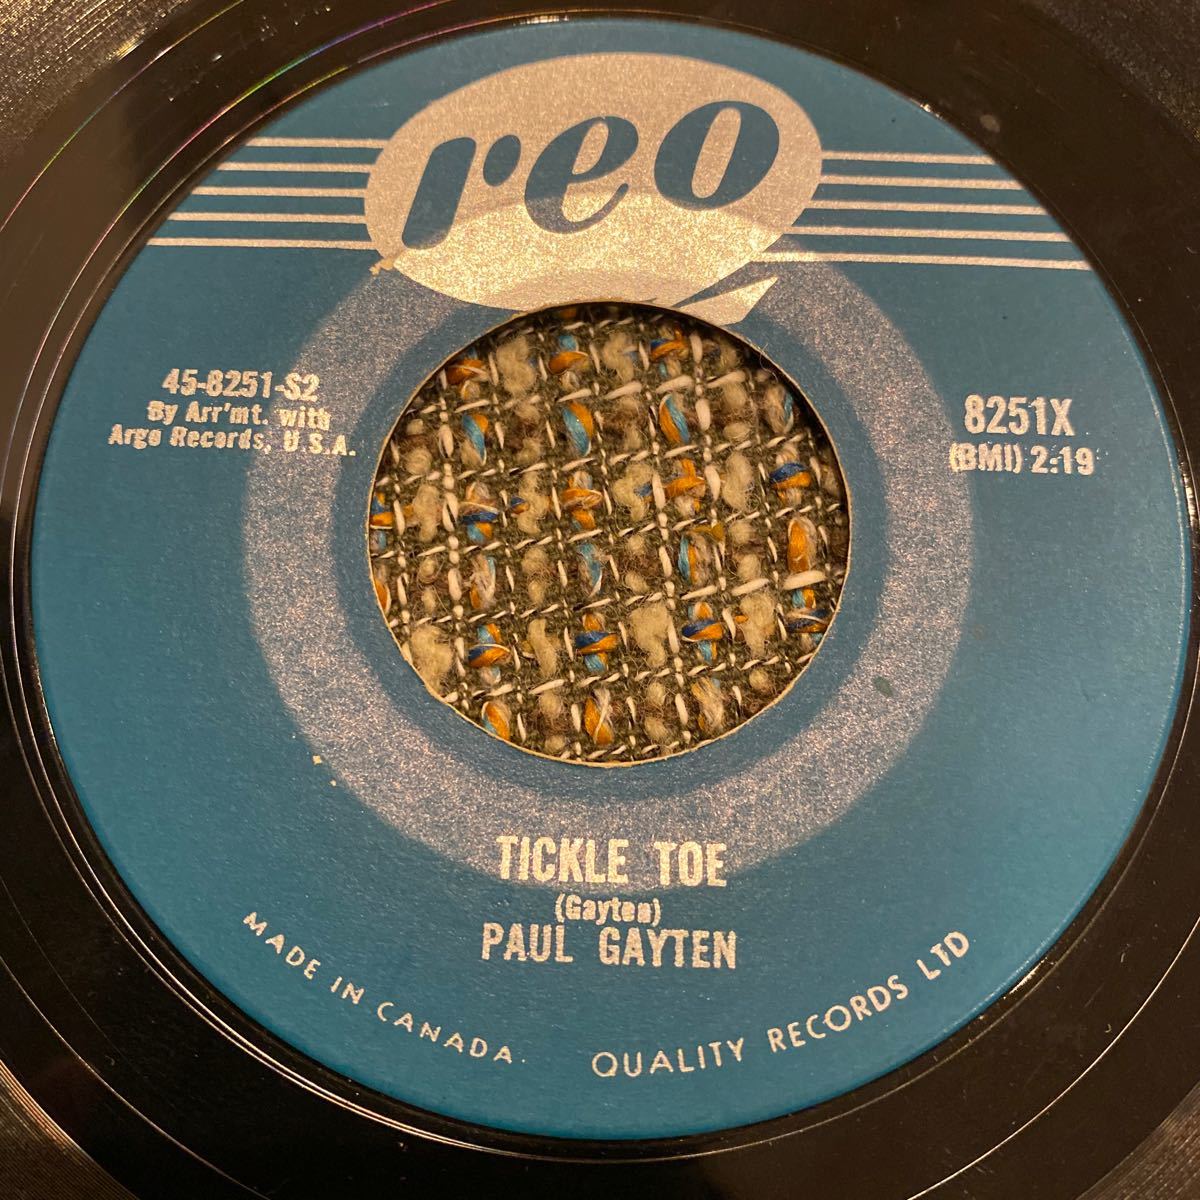 reo
45-8251-S2
By Arr'mt. with
Argo Records, U.S.A.
8251X
(BMI) 2:19
TICKLE TOE
(Gayten)
PAUL GAYTEN
MADE IN CANADA.
QUALITY RECORDS LTD